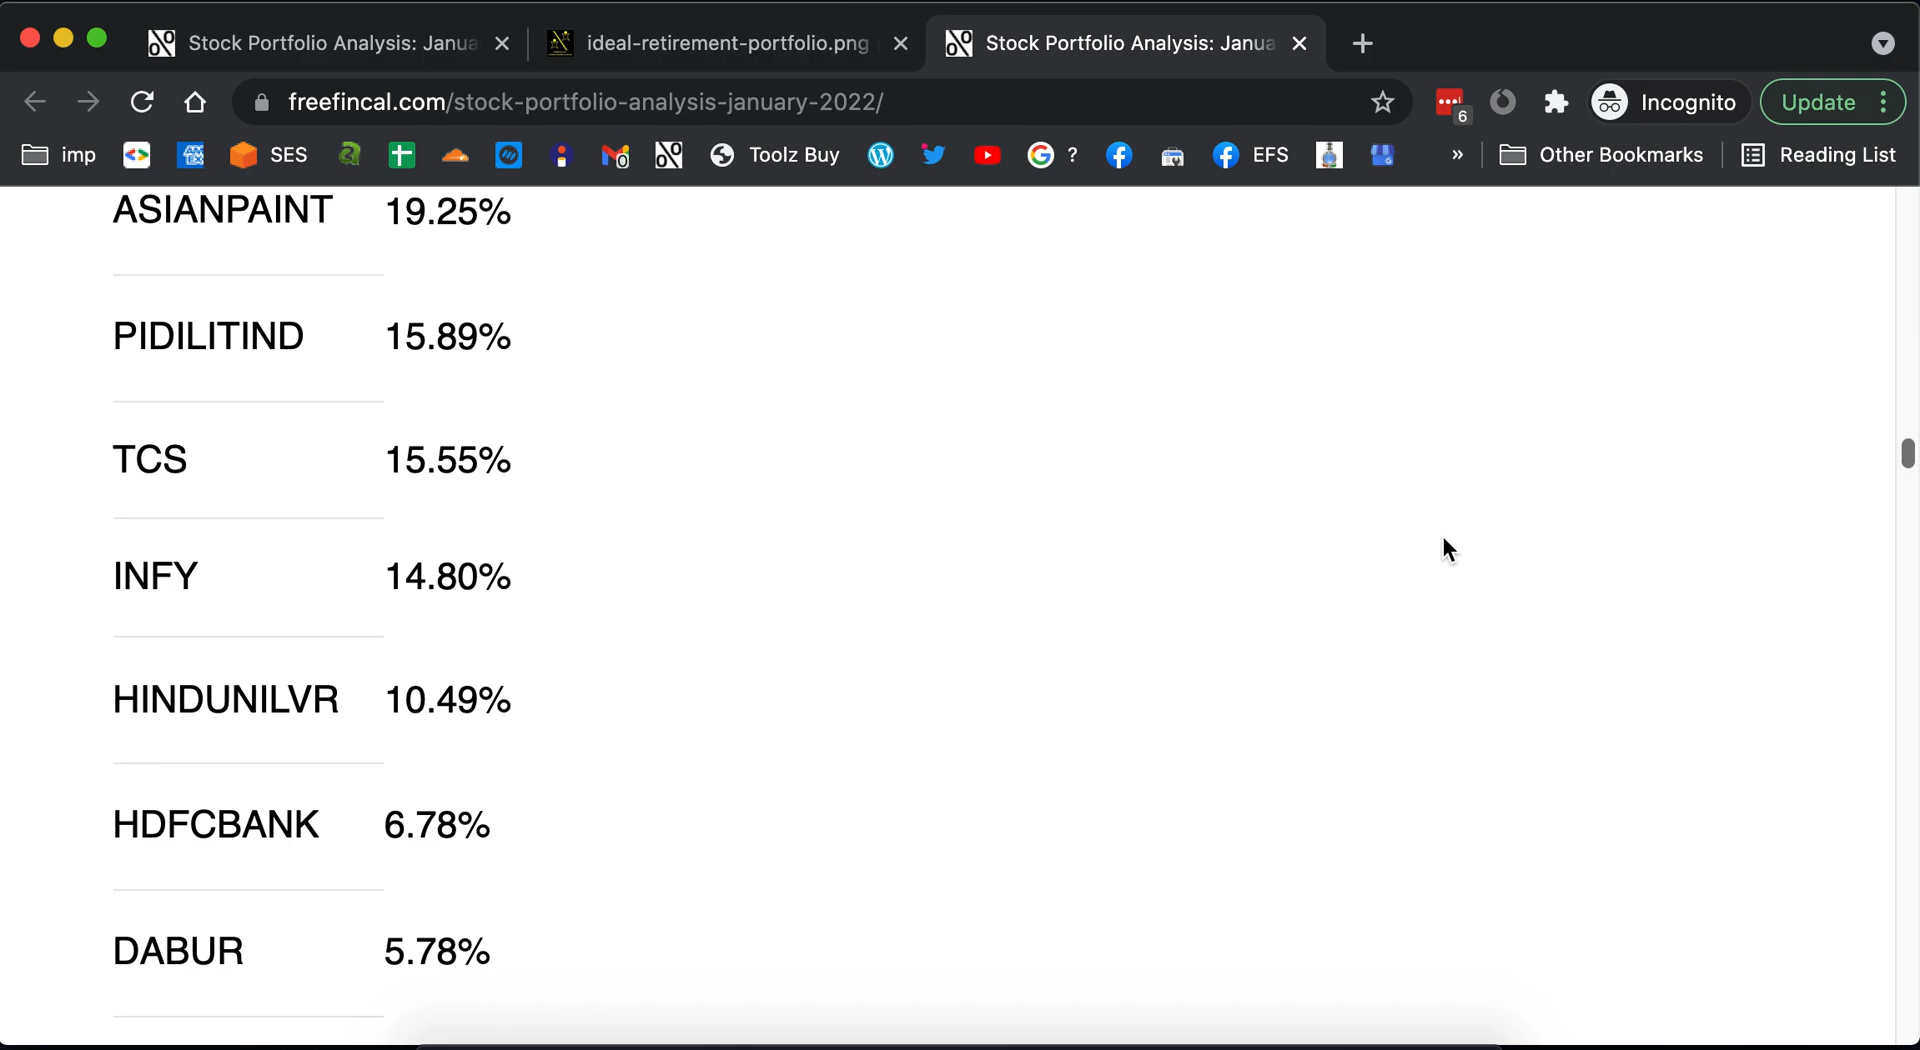 Stock Portfolio Analysis: Janua
ideal-retirement-portfolio.png
Stock Portfolio Analysis: Janua
freefincal.com/stock-portfolio-analysis-january-2022/
6
Incognito
Update
imp
SES
Toolz Buy
?
EFS
»
Other Bookmarks
Reading List
ASIANPAINT 19.25%
PIDILITIND 15.89%
TCS 15.55%
INFY 14.80%
HINDUNILVR 10.49%
HDFCBANK 6.78%
DABUR 5.78%